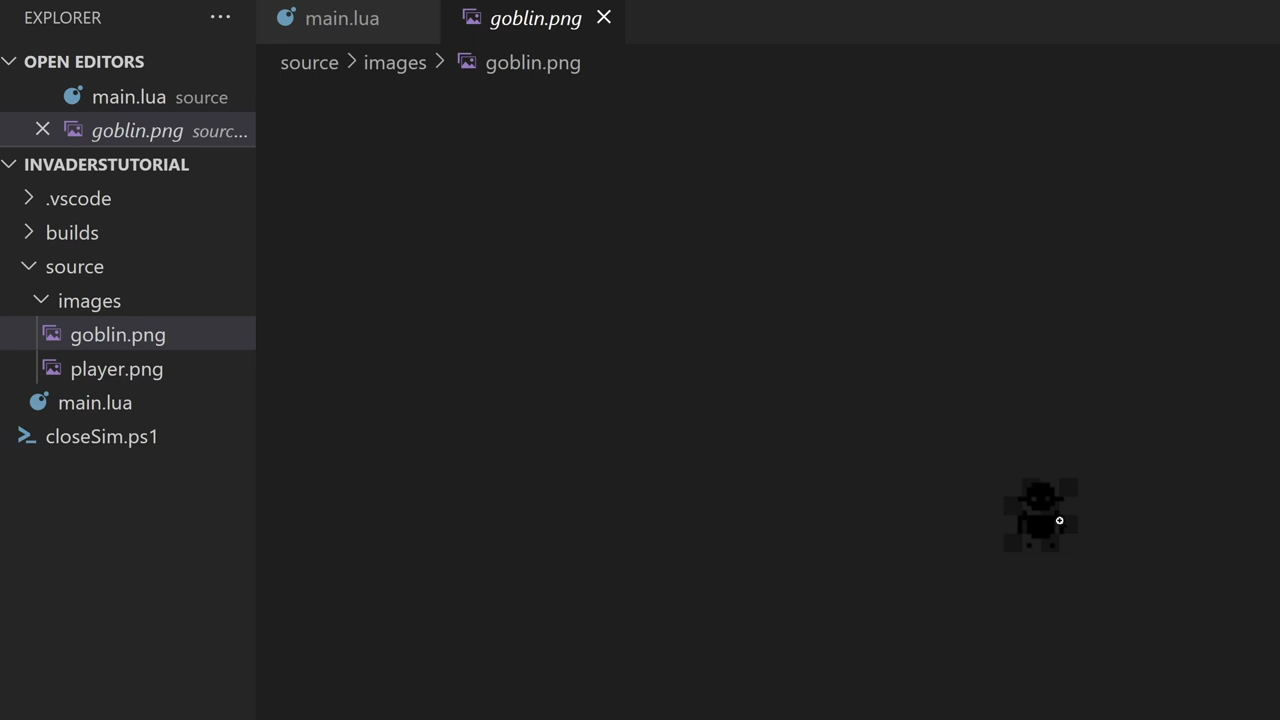 EXPLORER
main.lua
goblin.png
OPEN EDITORS
source
images
goblin.png
main.lua source
goblin.png sourc...
INVADERSTUTORIAL
.vscode
builds
source
images
goblin.png
player.png
main.lua
closeSim.ps1